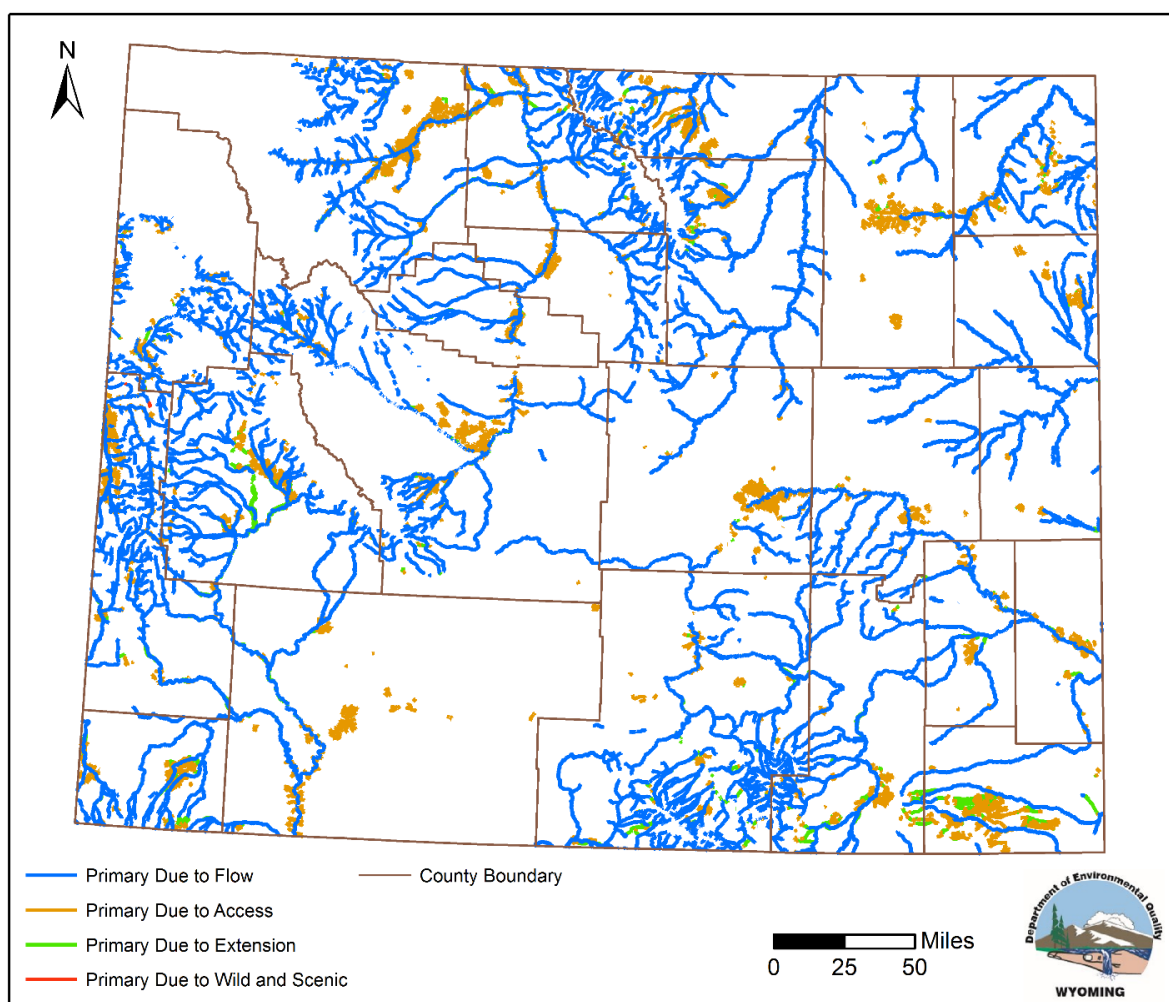 N
Primary Due to Flow
County Boundary
Primary Due to Access
Primary Due to Extension
Primary Due to Wild and Scenic
Miles
0 25 50
Department of Environmental Quality
WYOMING